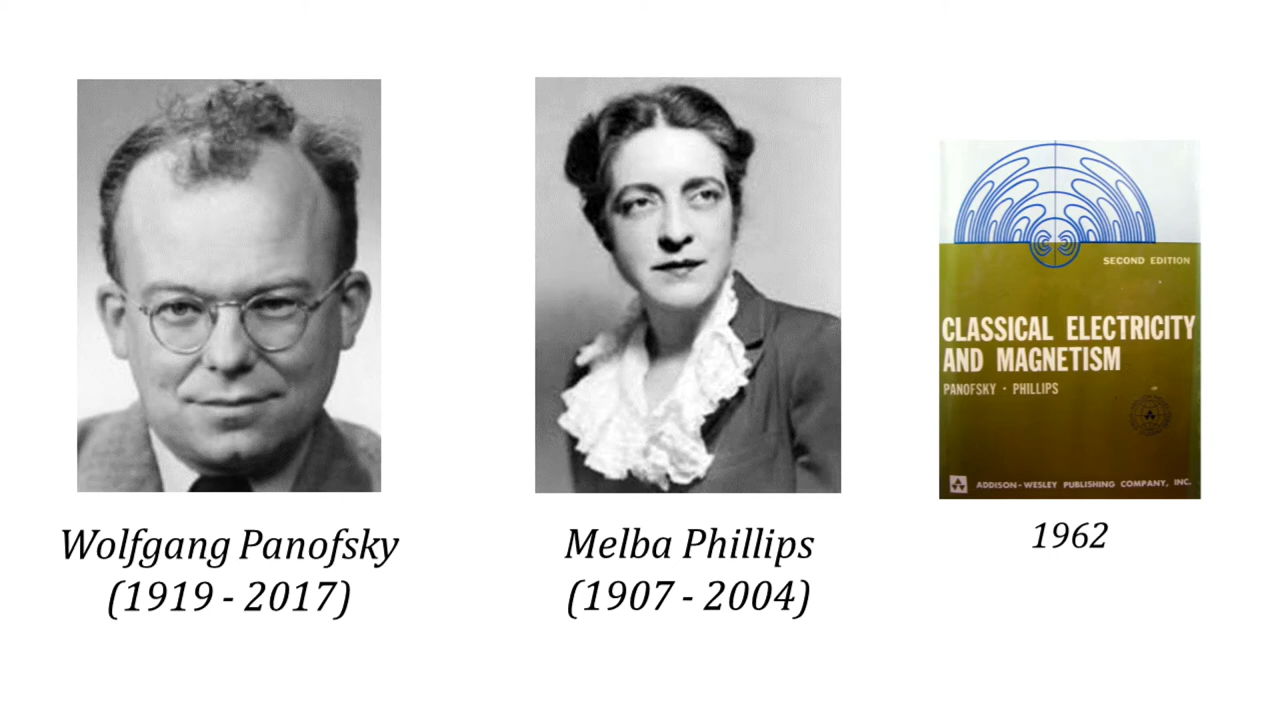 Wolfgang Panofsky
(1919 - 2017)
Melba Phillips
(1907 - 2004)
SECOND EDITION
CLASSICAL ELECTRICITY
AND MAGNETISM
PANOFSKY · PHILLIPS
ADDISON-WESLEY PUBLISHING COMPANY, INC.
1962